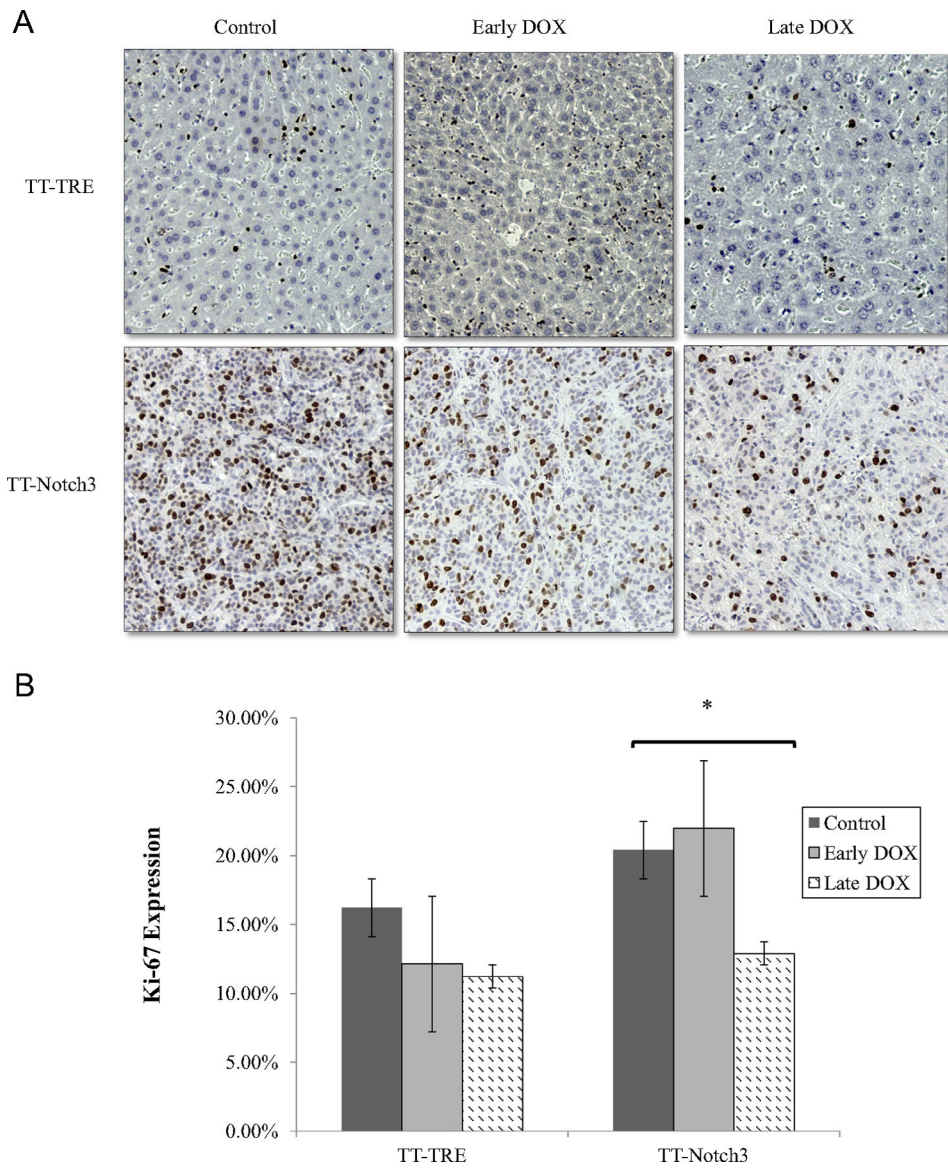 A
Control Early DOX Late DOX
TT-TRE
TT-Notch3
B
*
30.00%
25.00%
20.00%
15.00%
10.00%
5.00%
0.00%
Ki-67 Expression
Control
Early DOX
Late DOX
TT-TRE TT-Notch3